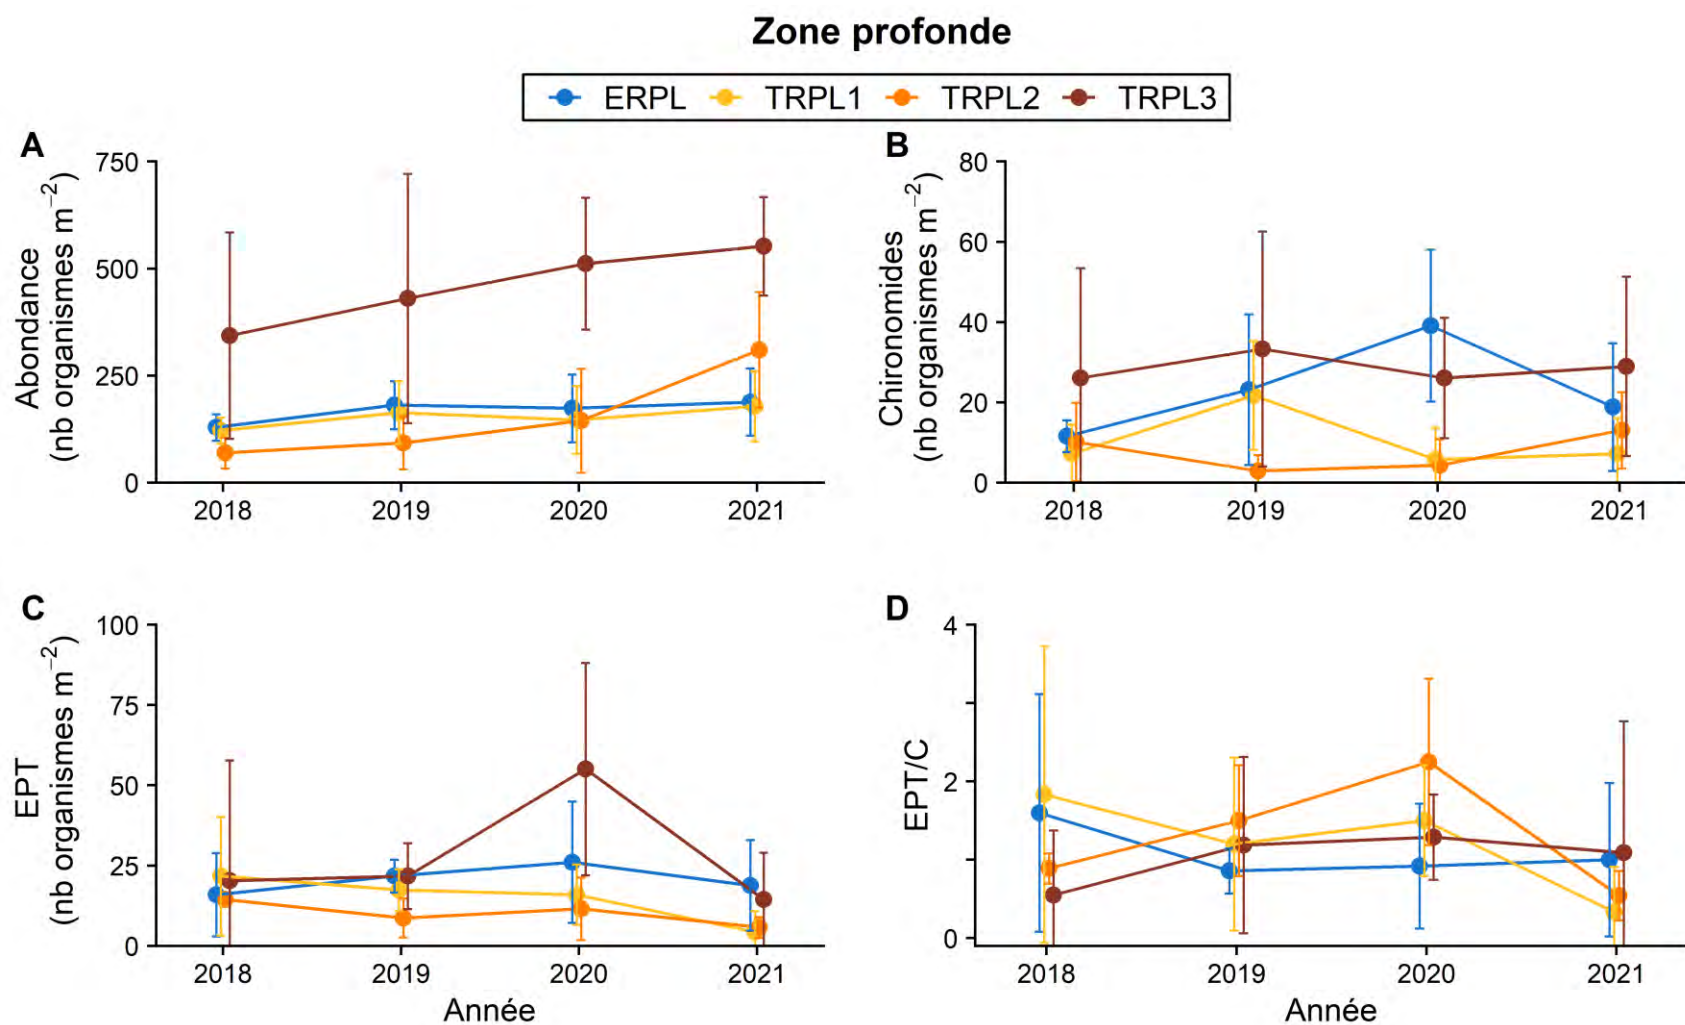 Zone profonde
ERPL TRPL1 TRPL2 TRPL3
A
Abondance
(nb organismes m⁻²)
750
500
250
0
2018 2019 2020 2021
B
Chironomides
(nb organismes m⁻²)
80
60
40
20
0
2018 2019 2020 2021
C
EPT
(nb organismes m⁻²)
100
75
50
25
0
2018 2019 2020 2021
Année
D
EPT/C
4
2
0
2018 2019 2020 2021
Année